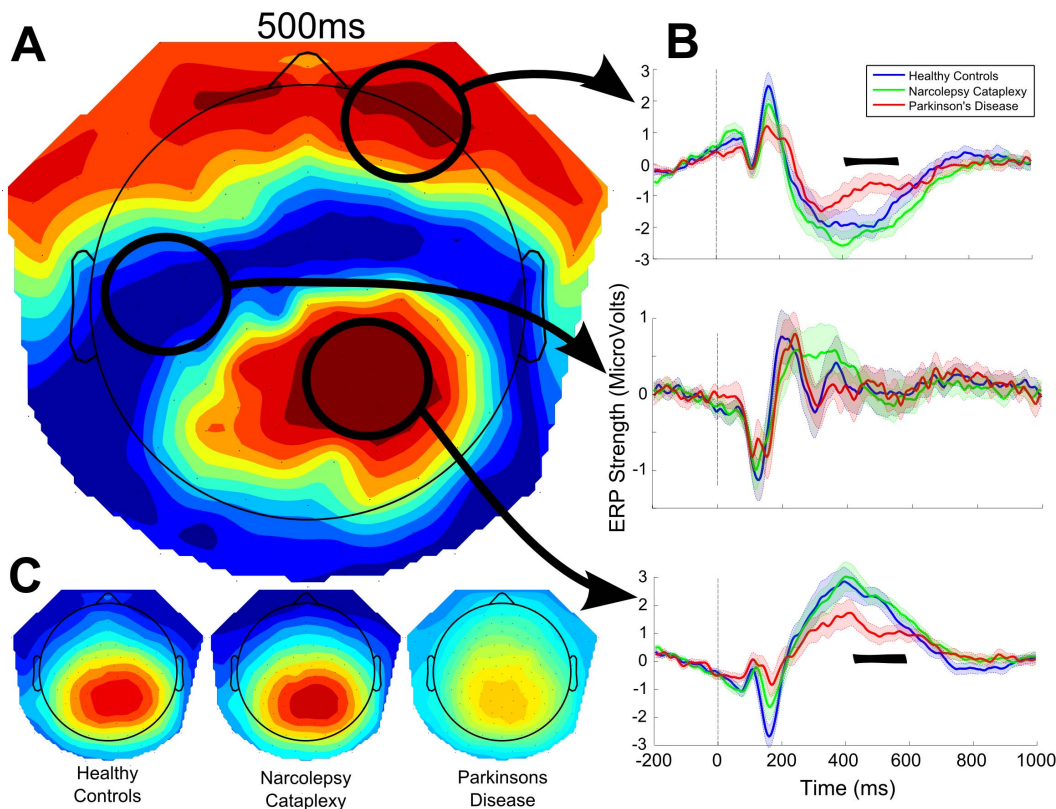 A
500ms
B
Healthy Controls
Narcolepsy Cataplexy
Parkinson's Disease
3
2
1
0
-1
-2
-3
1
0
-1
3
2
1
0
-1
-2
-3
ERP Strength (MicroVolts)
-200
0
200
400
600
800
1000
Time (ms)
C
Healthy
Controls
Narcolepsy
Cataplexy
Parkinsons
Disease